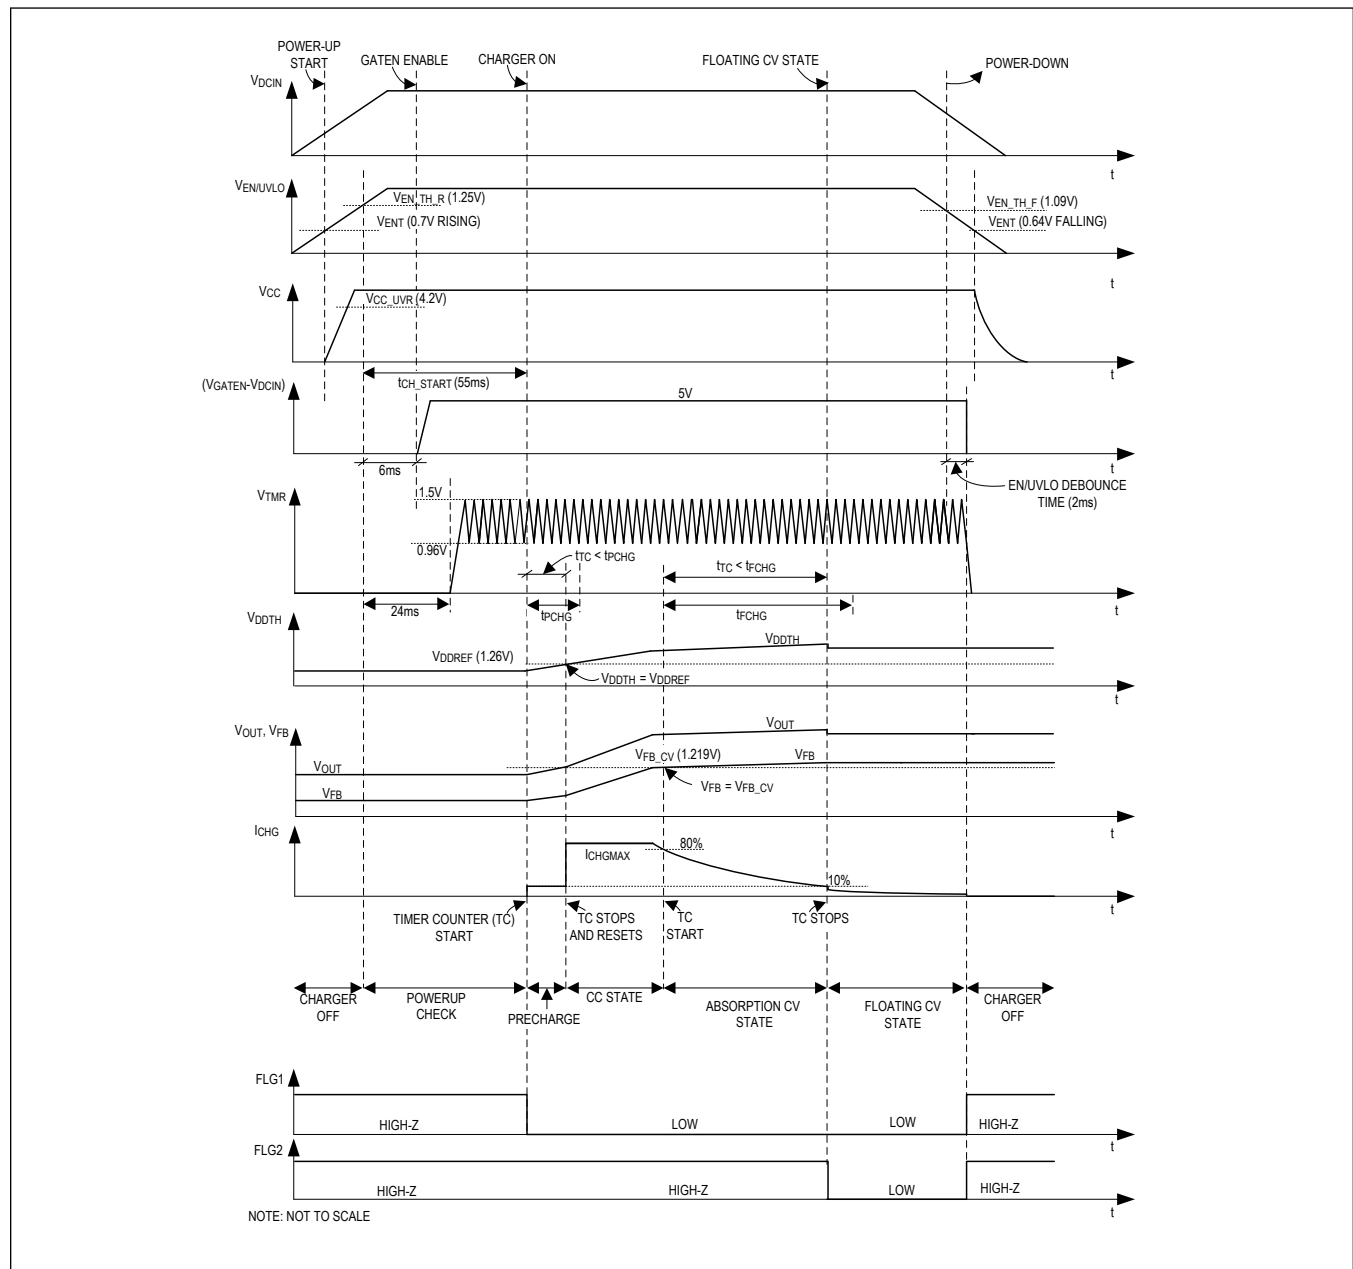 POWER-UP
START
GATEN ENABLE
CHARGER ON
FLOATING CV STATE
POWER-DOWN
VDCIN
t
VEN/UVLO
VEN_TH_R (1.25V)
VENT (0.7V RISING)
VEN_TH_F (1.09V)
VENT (0.64V FALLING)
t
VCC
VCC_UVR (4.2V)
t
tCH_START (55ms)
(VGATEN-VDCIN)
5V
6ms
t
EN/UVLO DEBOUNCE
TIME (2ms)
VTMR
1.5V
0.96V
tTC < tPCHG
tTC < tFCHG
t
24ms
tPCHG
tFCHG
VDDTH
VDDREF (1.26V)
VDDTH
VDDTH = VDDREF
t
VOUT, VFB
VOUT
VOUT
VFB_CV (1.219V)
VFB
VFB
VFB = VFB_CV
t
ICHG
ICHGMAX
80%
10%
t
TIMER COUNTER (TC)
START
TC STOPS
AND RESETS
TC
START
TC STOPS
CHARGER
OFF
POWERUP
CHECK
PRECHARGE
CC STATE
ABSORPTION CV
STATE
FLOATING CV
STATE
CHARGER
OFF
FLG1
HIGH-Z
LOW
LOW
HIGH-Z
t
FLG2
HIGH-Z
HIGH-Z
LOW
HIGH-Z
t
NOTE: NOT TO SCALE